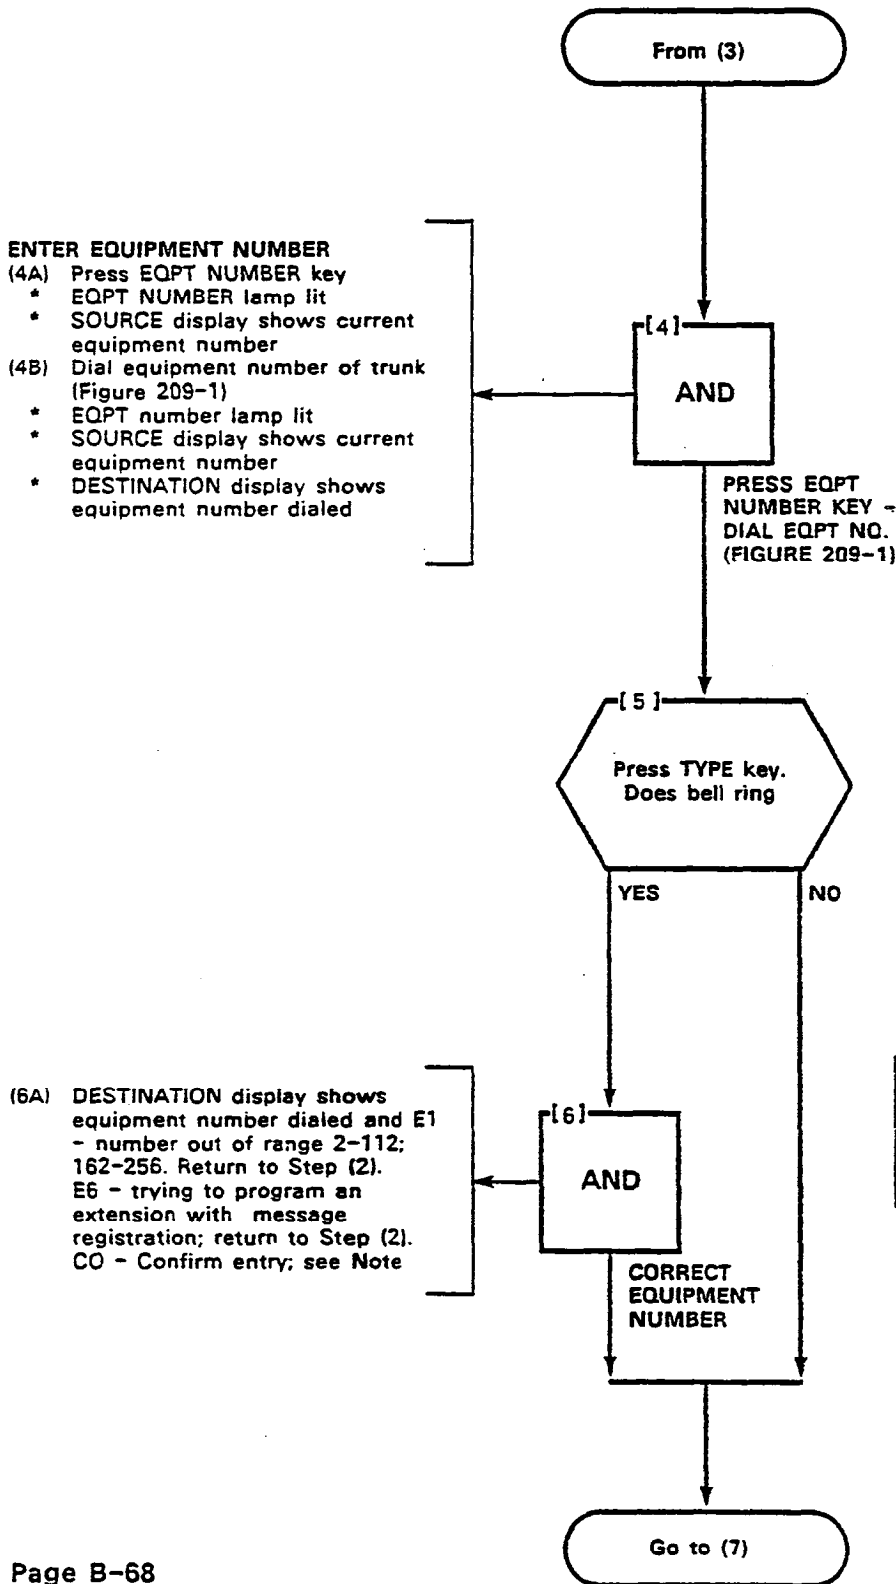 From (3)
ENTER EQUIPMENT NUMBER
(4A) Press EQPT NUMBER key
* EQPT NUMBER lamp lit
* SOURCE display shows current
equipment number
(4B) Dial equipment number of trunk
(Figure 209-1)
* EQPT number lamp lit
* SOURCE display shows current
equipment number
* DESTINATION display shows
equipment number dialed
[4]
AND
PRESS EQPT
NUMBER KEY -
DIAL EQPT NO.
(FIGURE 209-1)
[5]
Press TYPE key.
Does bell ring
YES
NO
(6A) DESTINATION display shows
equipment number dialed and E1
- number out of range 2-112;
162-256. Return to Step (2).
E6 - trying to program an
extension with message
registration; return to Step (2).
CO - Confirm entry; see Note
[6]
AND
CORRECT
EQUIPMENT
NUMBER
Go to (7)
Page B-68